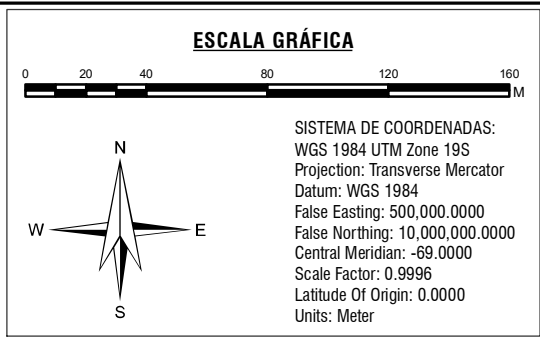 ESCALA GRÁFICA
0 20 40 80 120 160
M
SISTEMA DE COORDENADAS:
WGS 1984 UTM Zone 19S
Projection: Transverse Mercator
Datum: WGS 1984
False Easting: 500,000.0000
False Northing: 10,000,000.0000
Central Meridian: -69.0000
Scale Factor: 0.9996
Latitude Of Origin: 0.0000
Units: Meter
N
W E
S